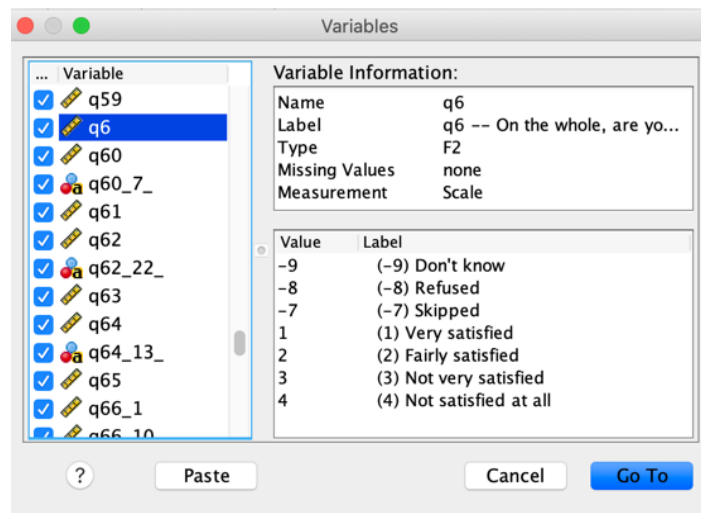 Variables
... Variable
q59
q6
q60
q60_7_
q61
q62
q62_22_
q63
q64
q64_13_
q65
q66_1
q66_10
Variable Information:
Name q6
Label q6 -- On the whole, are yo...
Type F2
Missing Values none
Measurement Scale
Value Label
-9 (-9) Don't know
-8 (-8) Refused
-7 (-7) Skipped
1 (1) Very satisfied
2 (2) Fairly satisfied
3 (3) Not very satisfied
4 (4) Not satisfied at all
? Paste Cancel Go To